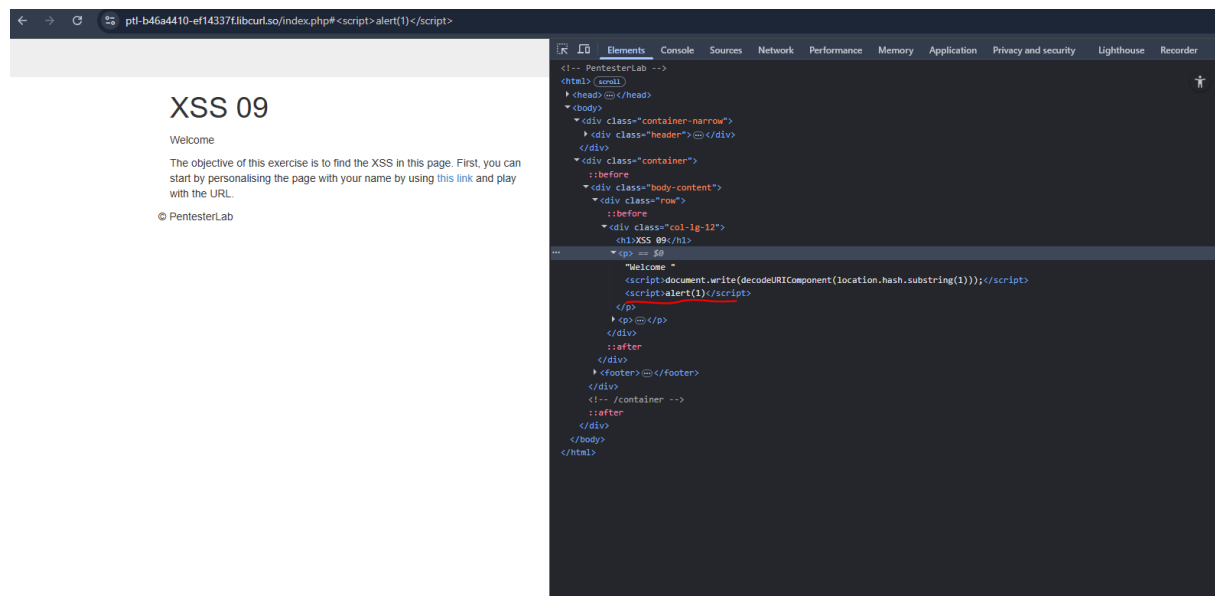 ptl-b46a4410-ef14337f.libcurl.so/index.php#<script>alert(1)</script>
Elements Console Sources Network Performance Memory Application Privacy and security Lighthouse Recorder
XSS 09
Welcome
The objective of this exercise is to find the XSS in this page. First, you can
start by personalising the page with your name by using this link and play
with the URL.
© PentesterLab
<!-- PentesterLab -->
<html> scroll
<head> … </head>
<body>
<div class="container-narrow">
<div class="header"> … </div>
</div>
<div class="container">
::before
<div class="body-content">
<div class="row">
::before
<div class="col-lg-12">
<h1>XSS 09</h1>
… <p> == $0
"Welcome "
<script>document.write(decodeURIComponent(location.hash.substring(1)));</script>
<script>alert(1)</script>
</p>
<p> … </p>
</div>
::after
</div>
<footer> … </footer>
</div>
<!-- /container -->
::after
</div>
</body>
</html>